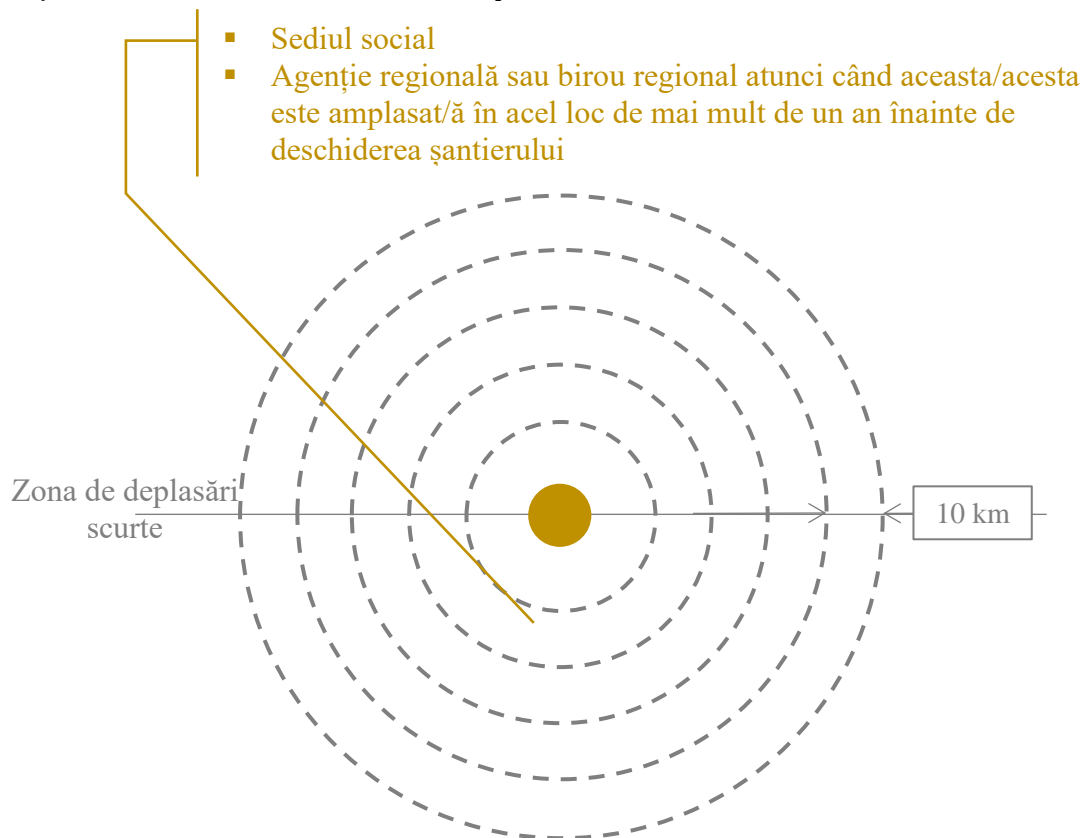 ▪ Sediul social
▪ Agenție regională sau birou regional atunci când aceasta/acesta
este amplasat/ă în acel loc de mai mult de un an înainte de
deschiderea șantierului
Zona de deplasări
scurte
10 km